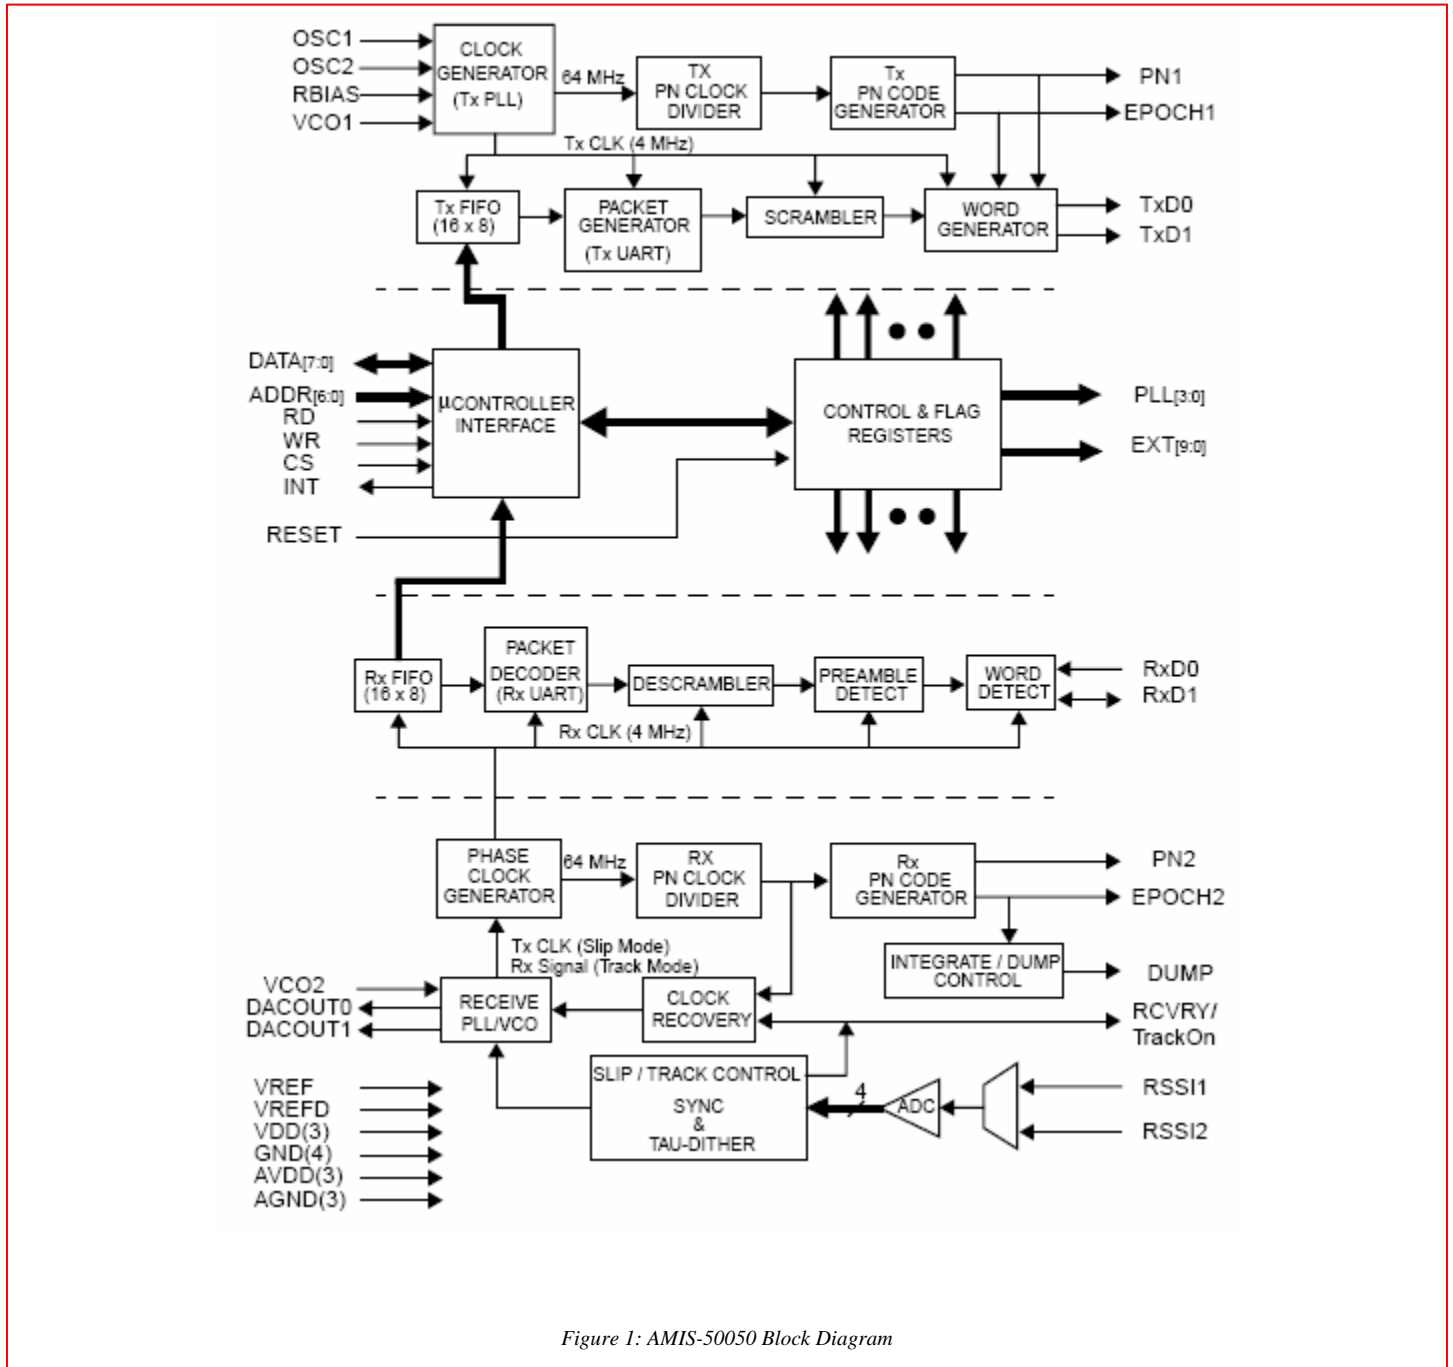 OSC1
OSC2
RBIAS
VCO1
CLOCK
GENERATOR
(Tx PLL)
64 MHz
TX
PN CLOCK
DIVIDER
Tx
PN CODE
GENERATOR
PN1
EPOCH1
Tx CLK (4 MHz)
Tx FIFO
(16 x 8)
PACKET
GENERATOR
(Tx UART)
SCRAMBLER
WORD
GENERATOR
TxD0
TxD1
DATA[7:0]
ADDR[6:0]
RD
WR
CS
INT
RESET
µCONTROLLER
INTERFACE
CONTROL & FLAG
REGISTERS
PLL[3:0]
EXT[9:0]
Rx FIFO
(16 x 8)
PACKET
DECODER
(Rx UART)
DESCRAMBLER
PREAMBLE
DETECT
WORD
DETECT
RxD0
RxD1
Rx CLK (4 MHz)
PHASE
CLOCK
GENERATOR
64 MHz
RX
PN CLOCK
DIVIDER
Rx
PN CODE
GENERATOR
PN2
EPOCH2
Tx CLK (Slip Mode)
Rx Signal (Track Mode)
INTEGRATE / DUMP
CONTROL
DUMP
VCO2
DACOUT0
DACOUT1
RECEIVE
PLL/VCO
CLOCK
RECOVERY
RCVRY/
TrackOn
SLIP / TRACK CONTROL
SYNC
&
TAU-DITHER
4
ADC
RSSI1
RSSI2
VREF
VREFD
VDD(3)
GND(4)
AVDD(3)
AGND(3)
Figure 1: AMIS-50050 Block Diagram